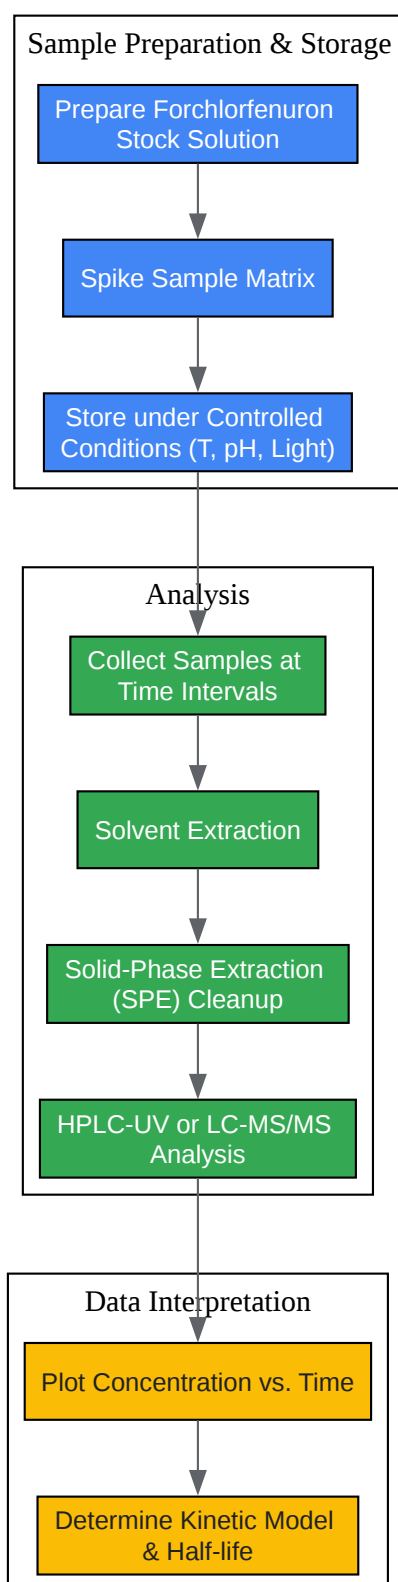 Sample Preparation & Storage
Prepare Forchlorfenuron
Stock Solution
Spike Sample Matrix
Store under Controlled
Conditions (T, pH, Light)
Analysis
Collect Samples at
Time Intervals
Solvent Extraction
Solid-Phase Extraction
(SPE) Cleanup
HPLC-UV or LC-MS/MS
Analysis
Data Interpretation
Plot Concentration vs. Time
Determine Kinetic Model
& Half-life